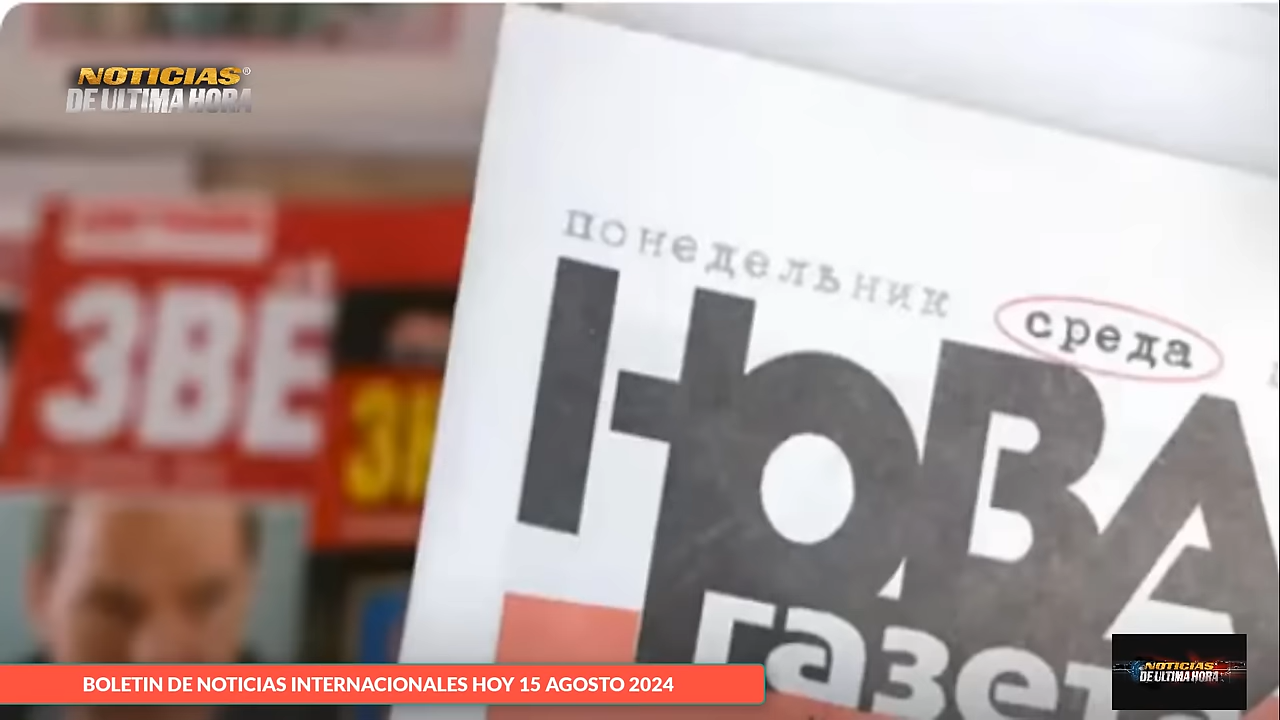 NOTICIAS®
DE ULTIMA HORA
понедельник среда
НОВА
газет
ЗВЁ
BOLETIN DE NOTICIAS INTERNACIONALES HOY 15 AGOSTO 2024
NOTICIAS
DE ULTIMA HORA